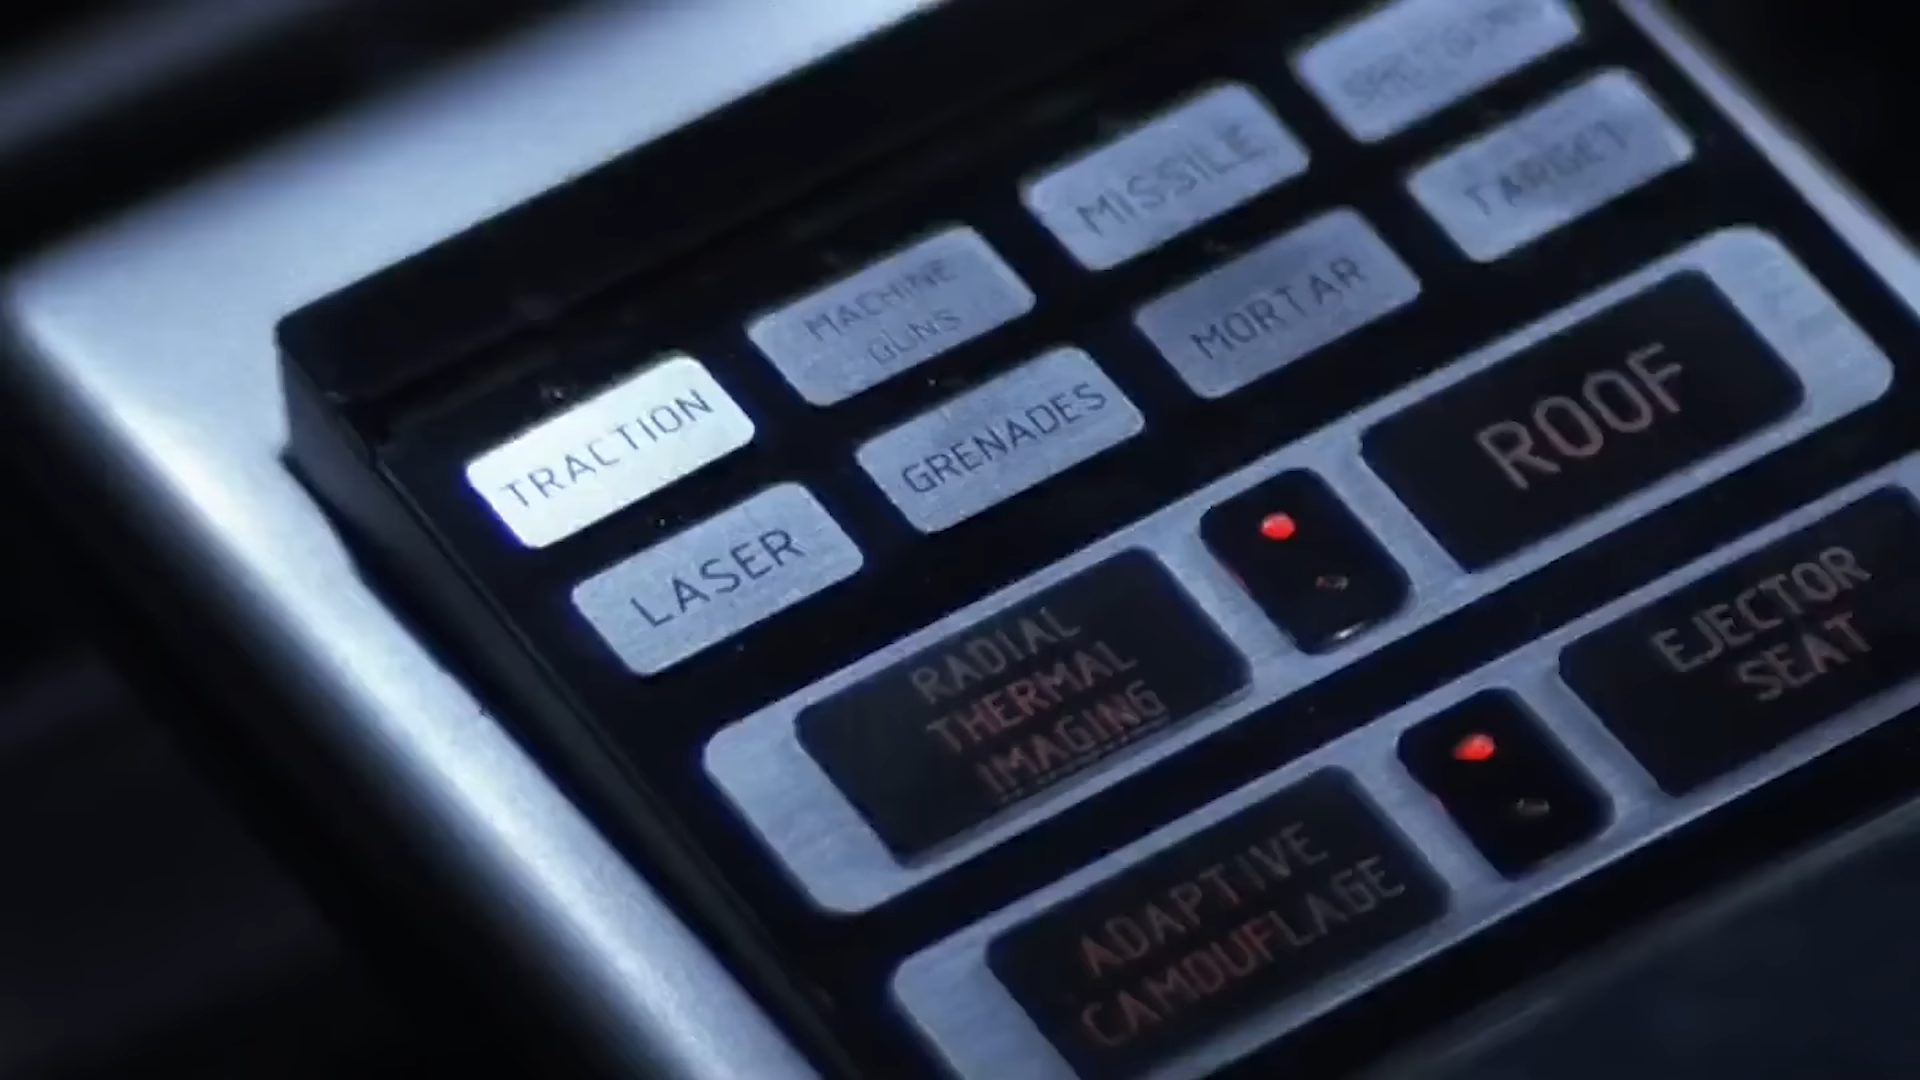 TRACTION
MACHINE
GUNS
MISSILE
LASER
GRENADES
MORTAR
TARGET
RADIAL
THERMAL
IMAGING
ROOF
ADAPTIVE
CAMOUFLAGE
EJECTOR
SEAT